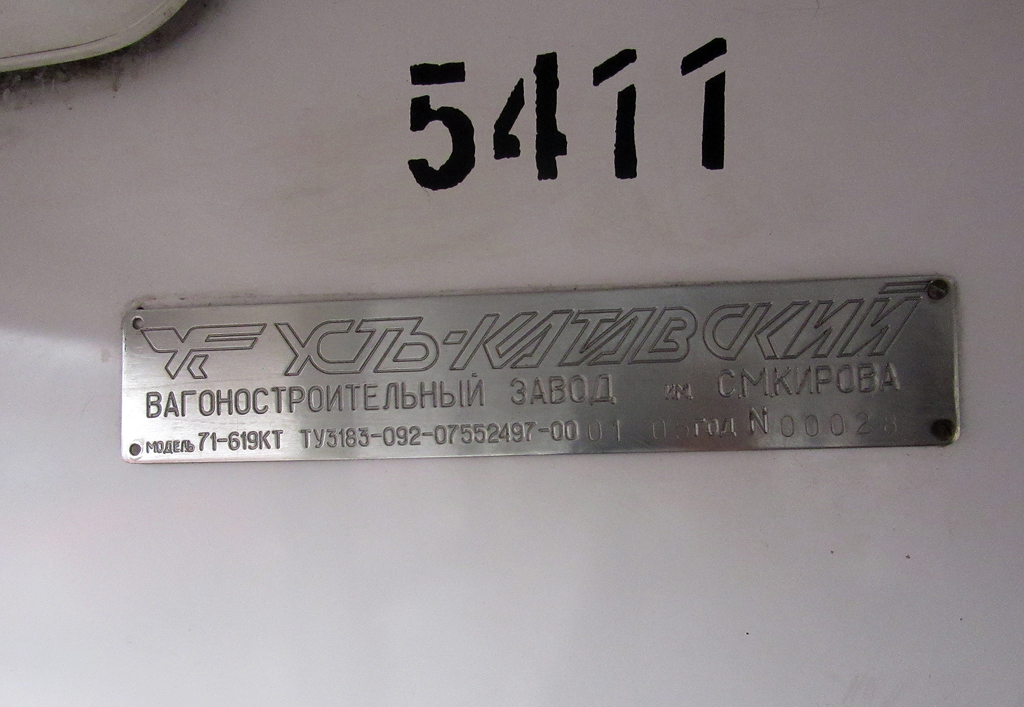 5411
УСТЬ-КАТАВСКИЙ
ВАГОНОСТРОИТЕЛЬНЫЙ ЗАВОД им. С.М.КИРОВА
МОДЕЛЬ 71-619КТ ТУ3183-092-07552497-00 01 ГОД N